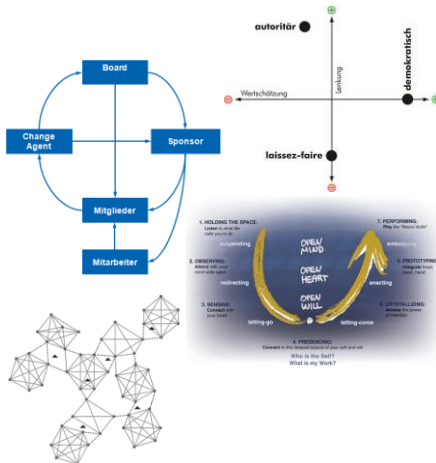 Board
Change
Agent
Sponsor
Mitglieder
Mitarbeiter
autoritär
demokratisch
Wertschätzung
Lenkung
laissez-faire
1. HOLDING THE SPACE:
Listen to what life
calls you to do
suspending
2. OBSERVING:
Attend with your
mind wide open
redirecting
3. SENSING:
Connect with
your heart
letting-go
OPEN
MIND
OPEN
HEART
OPEN
WILL
7. PERFORMING:
Play the "Macro Violin"
embodying
6. PROTOTYPING
Integrate head,
heart, hand
enacting
5. CRYSTALLIZING:
Access the power
of intention
letting-come
4. PRESENCING:
Connect to the deepest source of your self and will
Who is the Self?
What is my Work?